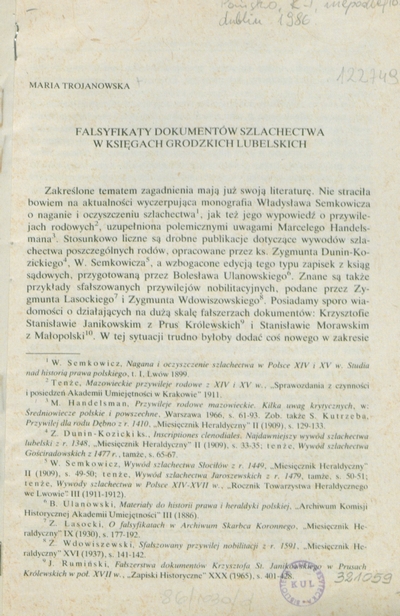 lublin 1986
122749
MARIA TROJANOWSKA
FALSYFIKATY DOKUMENTÓW SZLACHECTWA
W KSIĘGACH GRODZKICH LUBELSKICH
Zakreślone tematem zagadnienia mają już swoją literaturę. Nie straciła
bowiem na aktualności wyczerpująca monografia Władysława Semkowicza
o naganie i oczyszczeniu szlachectwa¹, jak też jego wypowiedź o przywile-
jach rodowych², uzupełniona polemicznymi uwagami Marcelego Handels-
mana³. Stosunkowo liczne są drobne publikacje dotyczące wywodów szla-
chectwa poszczególnych rodów, opracowane przez ks. Zygmunta Dunin-Ko-
zickiego⁴, W. Semkowicza⁵, a wzbogacone edycją tego typu zapisek z ksiąg
sądowych, przygotowaną przez Bolesława Ulanowskiego⁶. Znane są także
przykłady sfałszowanych przywilejów nobilitacyjnych, podane przez Zy-
gmunta Lasockiego⁷ i Zygmunta Wdowiszowskiego⁸. Posiadamy sporo wia-
domości o działających na dużą skalę fałszerzach dokumentów: Krzysztofie
Stanisławie Janikowskim z Prus Królewskich⁹ i Stanisławie Morawskim
z Małopolski¹⁰. W tej sytuacji trudno byłoby dodać coś nowego w zakresie
¹ W. Semkowicz, Nagana i oczyszczenie szlachectwa w Polsce XIV i XV w. Studia
nad historią prawa polskiego, t. I, Lwów 1899.
² Tenże, Mazowieckie przywileje rodowe z XIV i XV w., „Sprawozdania z czynności
i posiedzeń Akademii Umiejętności w Krakowie" 1911.
³ M. Handelsman, Przywileje rodowe mazowieckie. Kilka uwag krytycznych, w:
Średniowiecze polskie i powszechne, Warszawa 1966, s. 61-93. Zob. także S. Kutrzeba,
Przywilej dla rodu Dębno z r. 1410, „Miesięcznik Heraldyczny" II (1909), s. 129-133.
⁴ Z. Dunin-Kozickiks., Inscriptiones clenodiales. Najdawniejszy wywód szlachectwa
lubelski z r. 1348, „Miesięcznik Heraldyczny" II (1909), s. 33-35; tenże, Wywód szlachectwa
Gościradowskich z 1477 r., tamże, s. 65-67.
⁵ W. Semkowicz, Wywód szlachectwa Słociłów z r. 1449, „Miesięcznik Heraldyczny"
II (1909), s. 49-50; tenże, Wywód szlachectwa Jaroszewskich z r. 1479, tamże, s. 50-51;
tenże, Wywody szlachectwa w Polsce XIV-XVII w., „Rocznik Towarzystwa Heraldycznego
we Lwowie" III (1911-1912).
⁶ B. Ulanowski, Materiały do historii prawa i heraldyki polskiej, „Archiwum Komisji
Historycznej Akademii Umiejętności" III (1886).
⁷ Z. Lasocki, O falsyfikatach w Archiwum Skarbca Koronnego, „Miesięcznik He-
raldyczny" IX (1930), s. 177-192.
⁸ Z. Wdowiszewski, Sfałszowany przywilej nobilitacji z r. 1591, „Miesięcznik He-
raldyczny" XVI (1937), s. 141-142.
⁹ J. Rumiński, Fałszerstwa dokumentów Krzysztofa St. Janikowskiego w Prusach
Królewskich w poł. XVII w., „Zapiski Historyczne" XXX (1965), s. 401-428.
321059
KUL